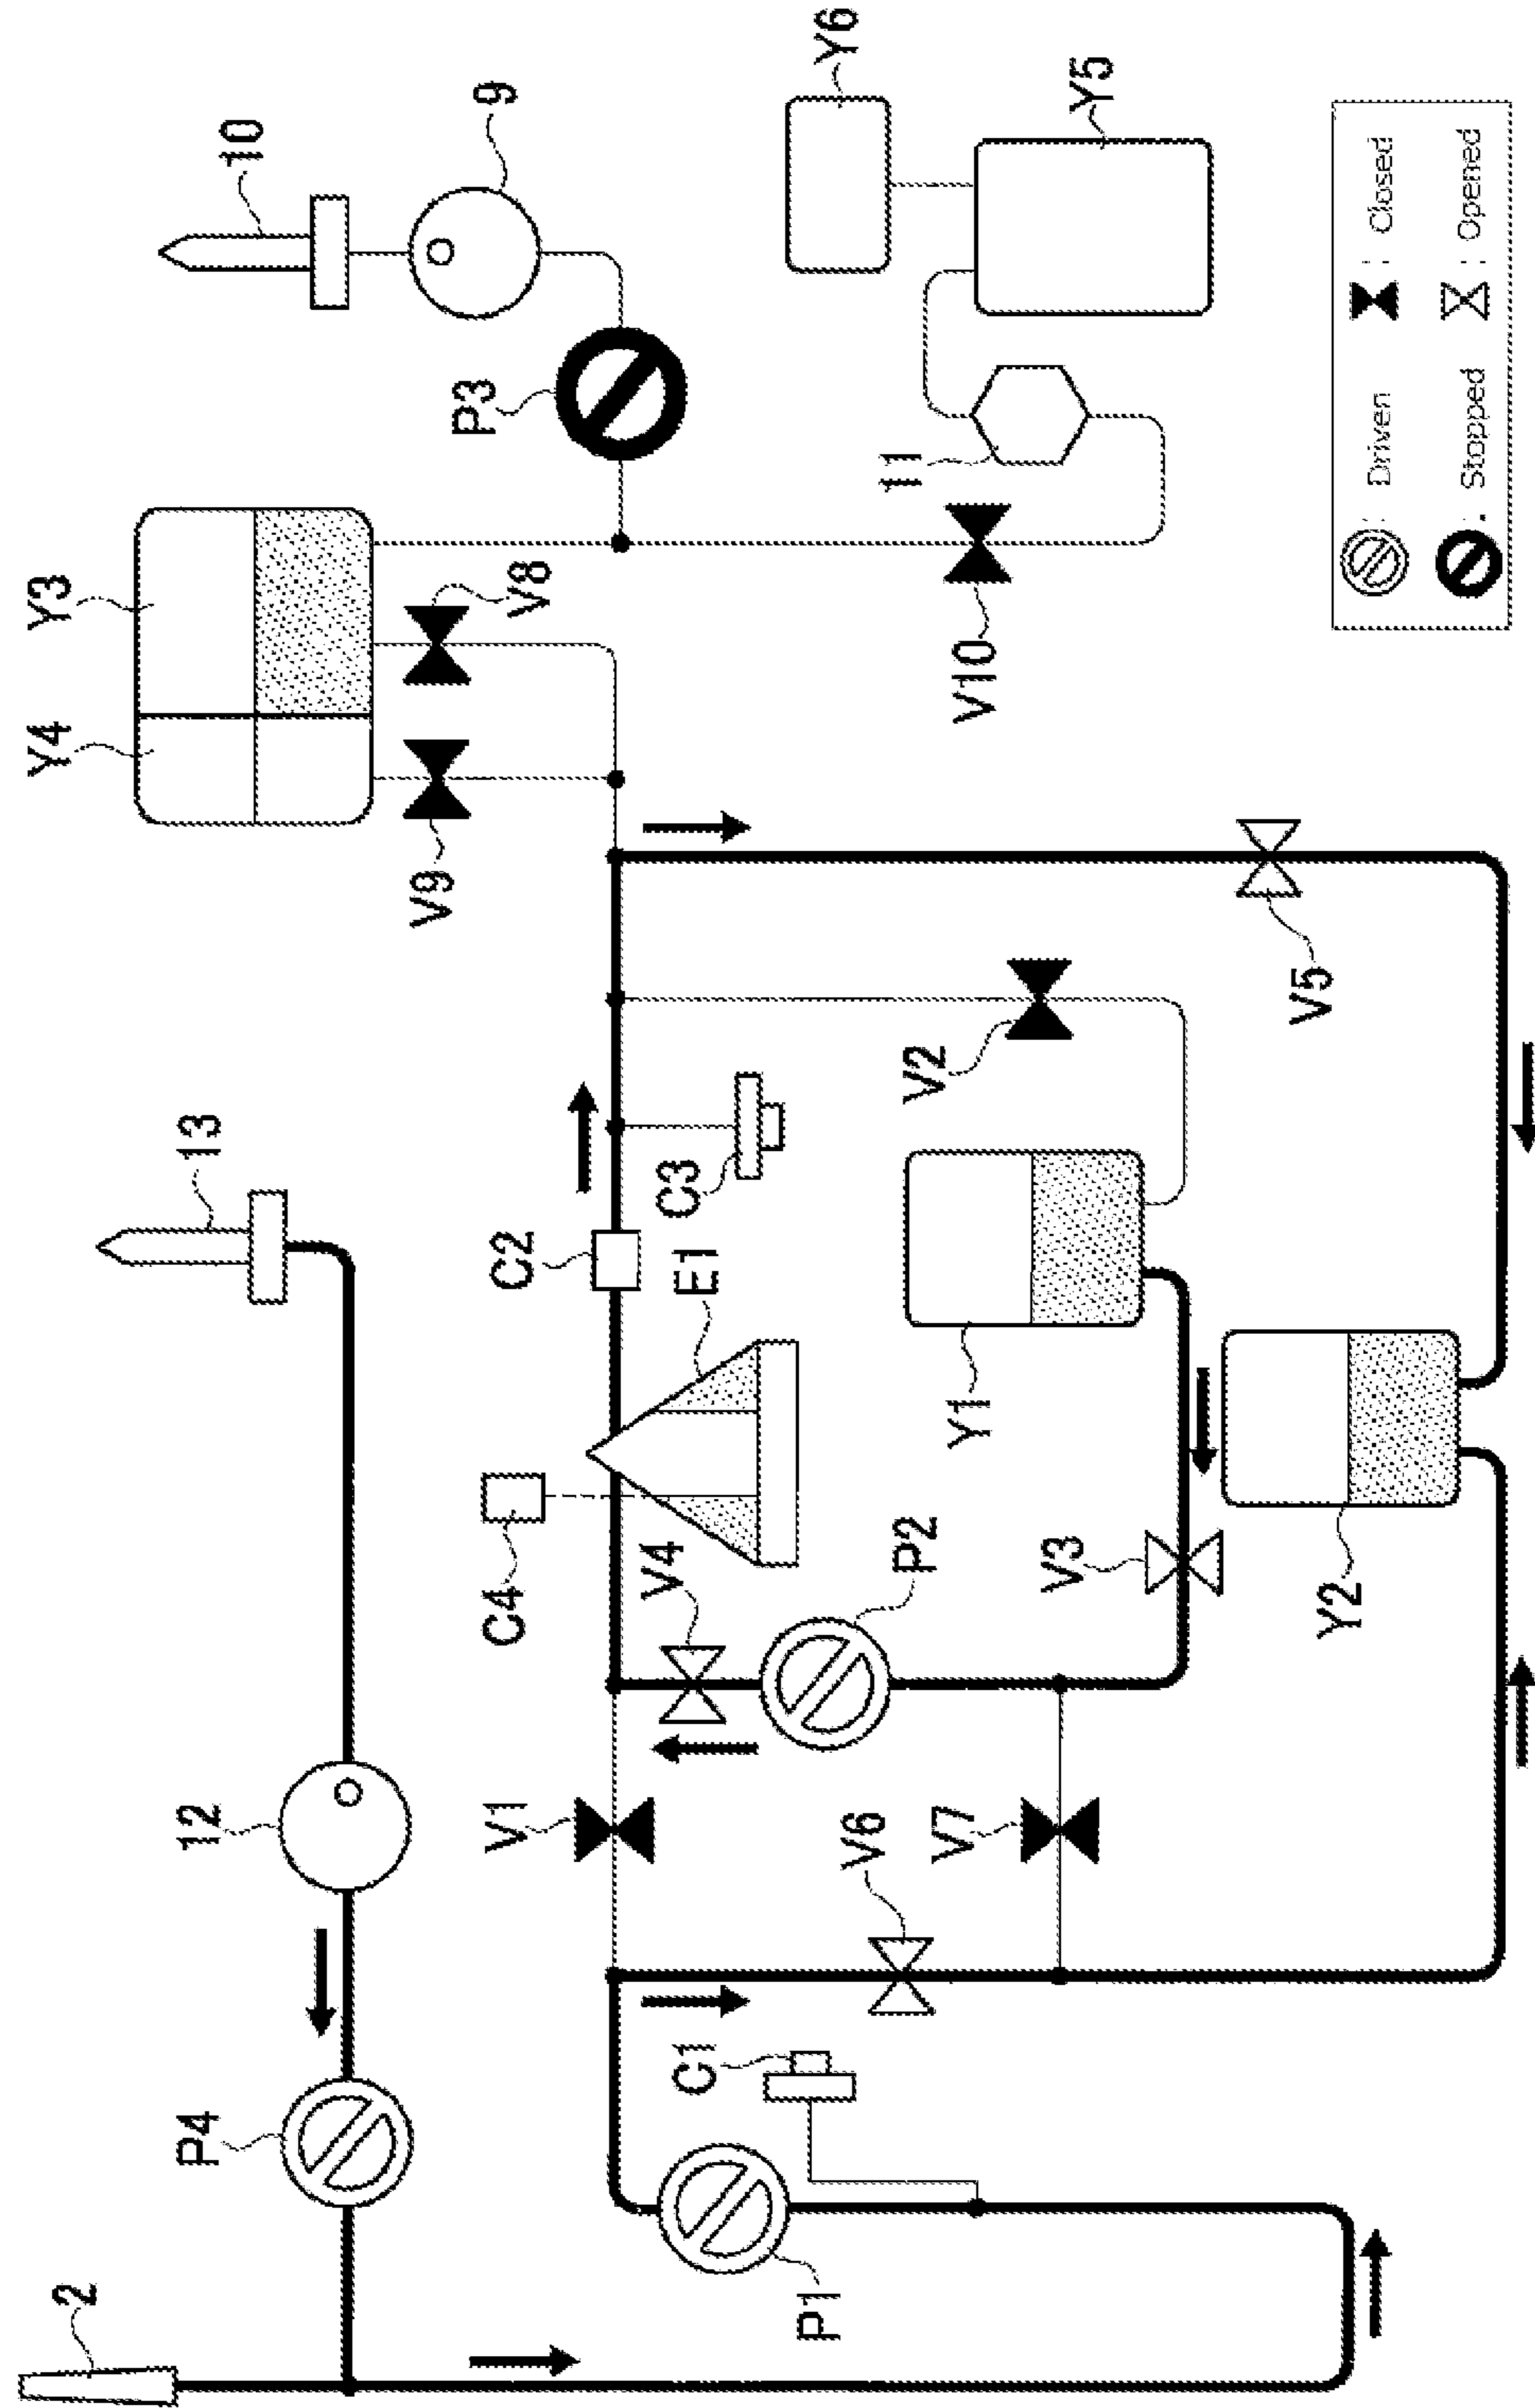 2
P4
12
13
Y4
Y3
10
9
V9
V8
P3
Y6
Y5
11
V10
C4
C2
C3
E1
V1
V4
P2
V2
V5
Y1
V3
Y2
V6
V7
C1
P1
: Driven
: Closed
: Stopped
: Opened